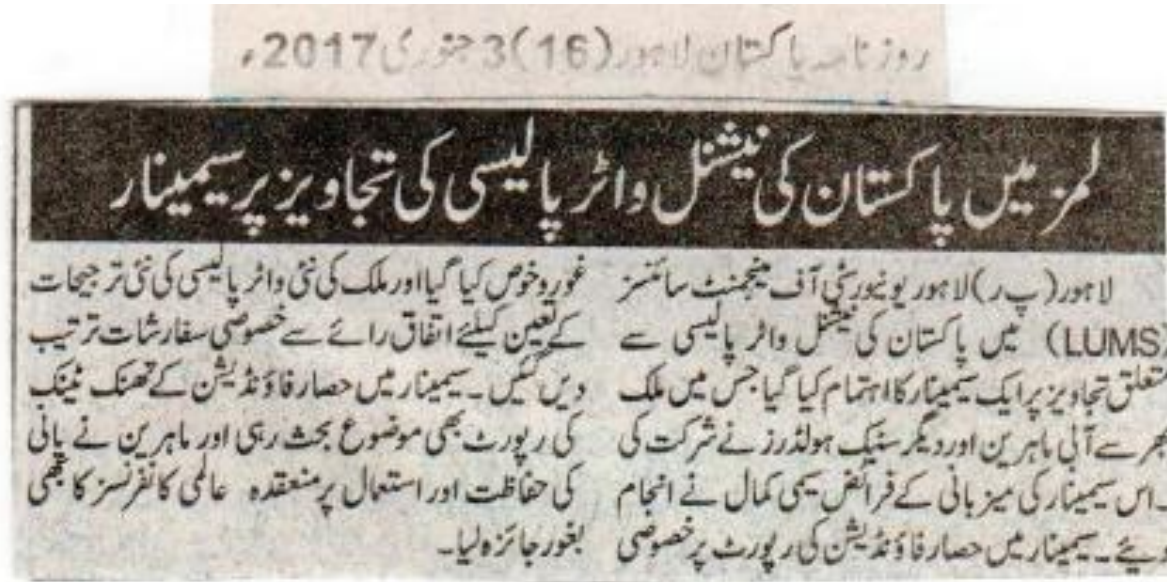 روزنامہ پاکستان لاہور (16) 3 جنوری 2017ء
لمز میں پاکستان کی نیشنل واٹر پالیسی کی تجاویز پر سیمینار
لاہور (پ ر) لاہور یونیورسٹی آف مینجمنٹ سائنسز
(LUMS) میں پاکستان کی نیشنل واٹر پالیسی سے
متعلق تجاویز پر ایک سیمینار کا اہتمام کیا گیا جس میں ملک
بھر سے آبی ماہرین اور دیگر سٹیک ہولڈرز نے شرکت کی
۔اس سیمینار کی میزبانی کے فرائض سیمی کمال نے انجام
دیئے۔ سیمینار میں حصار فاؤنڈیشن کی رپورٹ پر خصوصی
غوروخوض کیا گیا اور ملک کی نئی واٹر پالیسی کی نئی ترجیحات
کے تعین کیلئے اتفاق رائے سے خصوصی سفارشات ترتیب
دیں گئیں۔ سیمینار میں حصار فاؤنڈیشن کے تھنک ٹینک
کی رپورٹ بھی موضوع بحث رہی اور ماہرین نے پانی
کی حفاظت اور استعمال پر منعقدہ عالمی کانفرنسز کا بھی
بغور جائزہ لیا۔